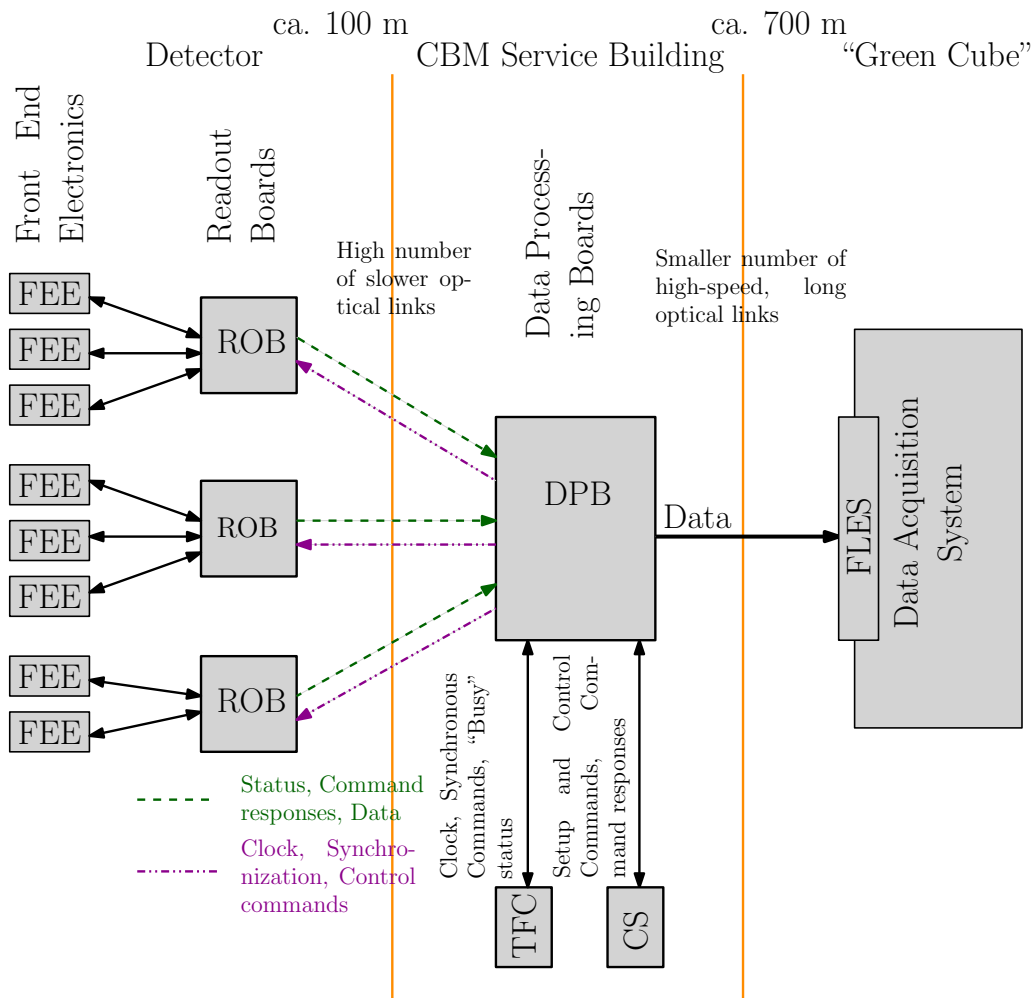 ca. 100 m
ca. 700 m
Detector
CBM Service Building
“Green Cube”
Front End
Electronics
Readout
Boards
High number
of slower op-
tical links
Data Process-
ing Boards
Smaller number of
high-speed, long
optical links
FEE
FEE
FEE
ROB
FEE
FEE
FEE
ROB
FEE
FEE
ROB
DPB
Data
FLES
Data Acquisition
System
Status, Command
responses, Data
Clock, Synchro-
nization, Control
commands
Clock, Synchronous
Commands, “Busy”
status
Setup and Control
Commands, Com-
mand responses
TFC
CS